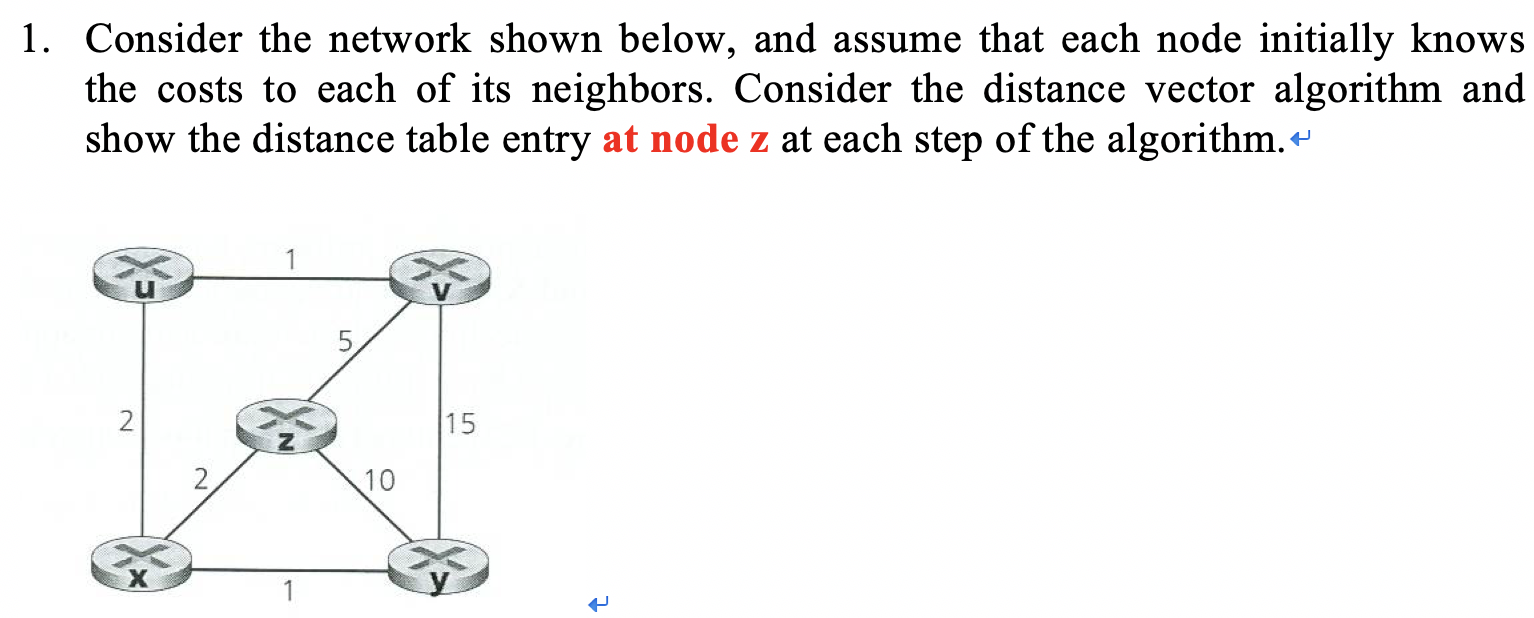 1. Consider the network shown below, and assume that each node initially knows
the costs to each of its neighbors. Consider the distance vector algorithm and
show the distance table entry at node z at each step of the algorithm.
1
u
v
5
2
15
z
2
10
x
y
1